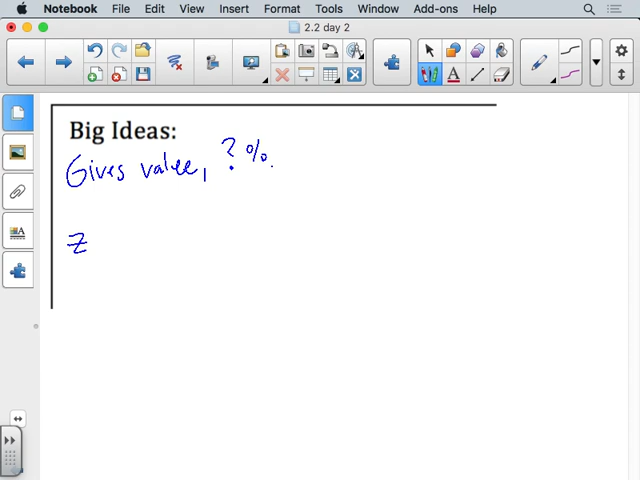 Notebook File Edit View Insert Format Tools Window Add-ons Help
2.2 day 2
Big Ideas:
Gives value, ? %.
Z